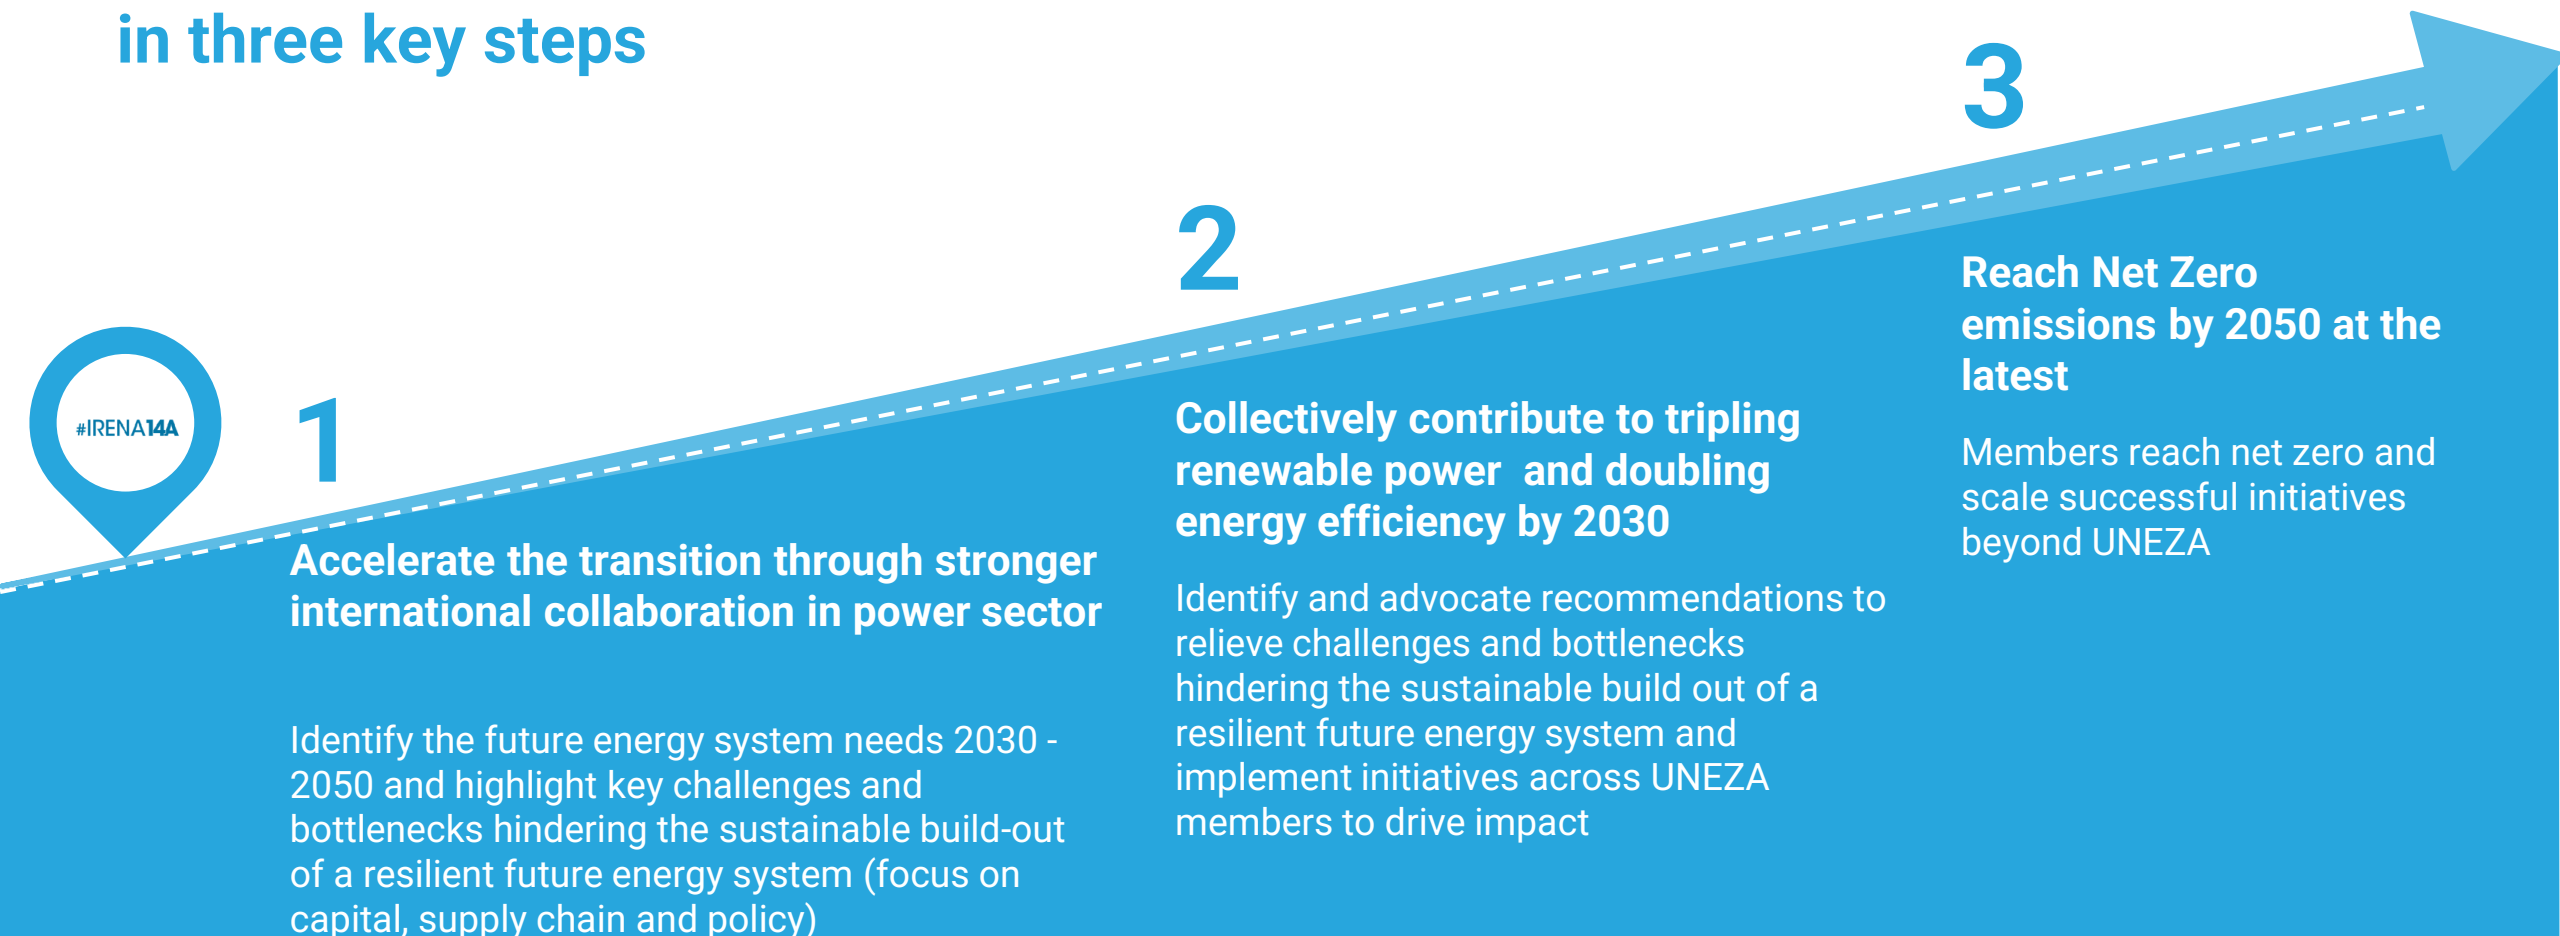 in three key steps
#IRENA14A
1
Accelerate the transition through stronger
international collaboration in power sector
Identify the future energy system needs 2030 -
2050 and highlight key challenges and
bottlenecks hindering the sustainable build-out
of a resilient future energy system (focus on
capital, supply chain and policy)
2
Collectively contribute to tripling
renewable power  and doubling
energy efficiency by 2030
Identify and advocate recommendations to
relieve challenges and bottlenecks
hindering the sustainable build out of a
resilient future energy system and
implement initiatives across UNEZA
members to drive impact
3
Reach Net Zero
emissions by 2050 at the
latest
Members reach net zero and
scale successful initiatives
beyond UNEZA